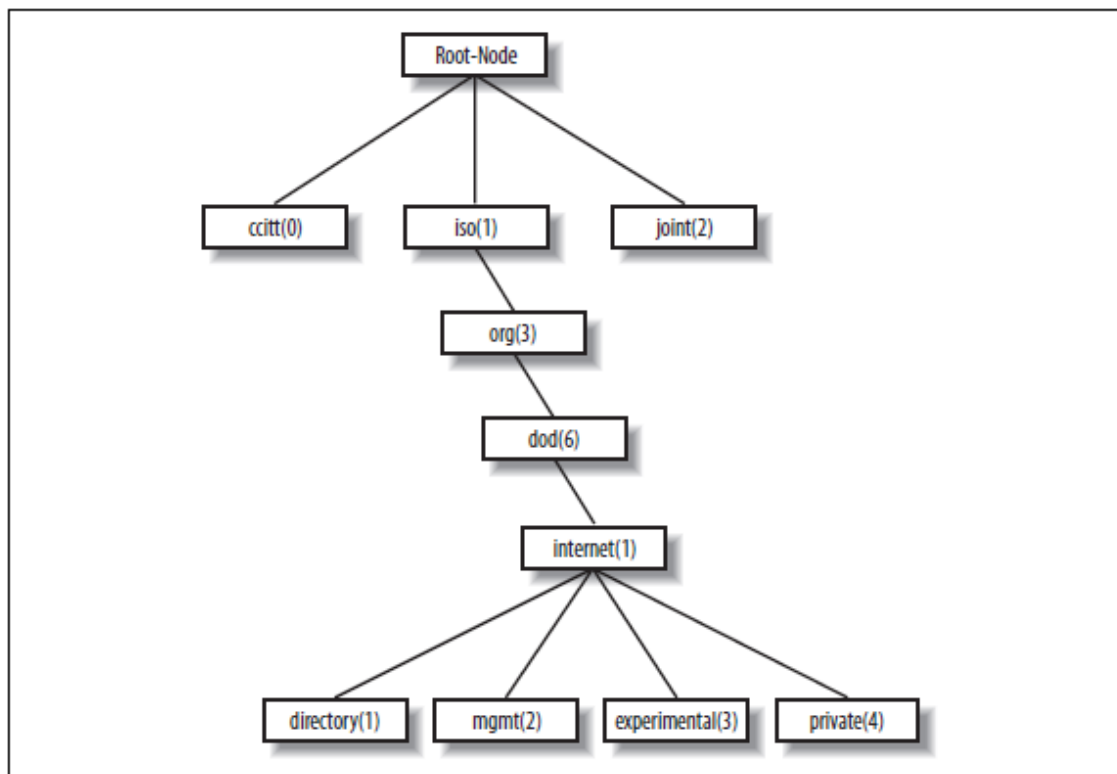 Root-Node
ccitt(0)
iso(1)
joint(2)
org(3)
dod(6)
internet(1)
directory(1)
mgmt(2)
experimental(3)
private(4)